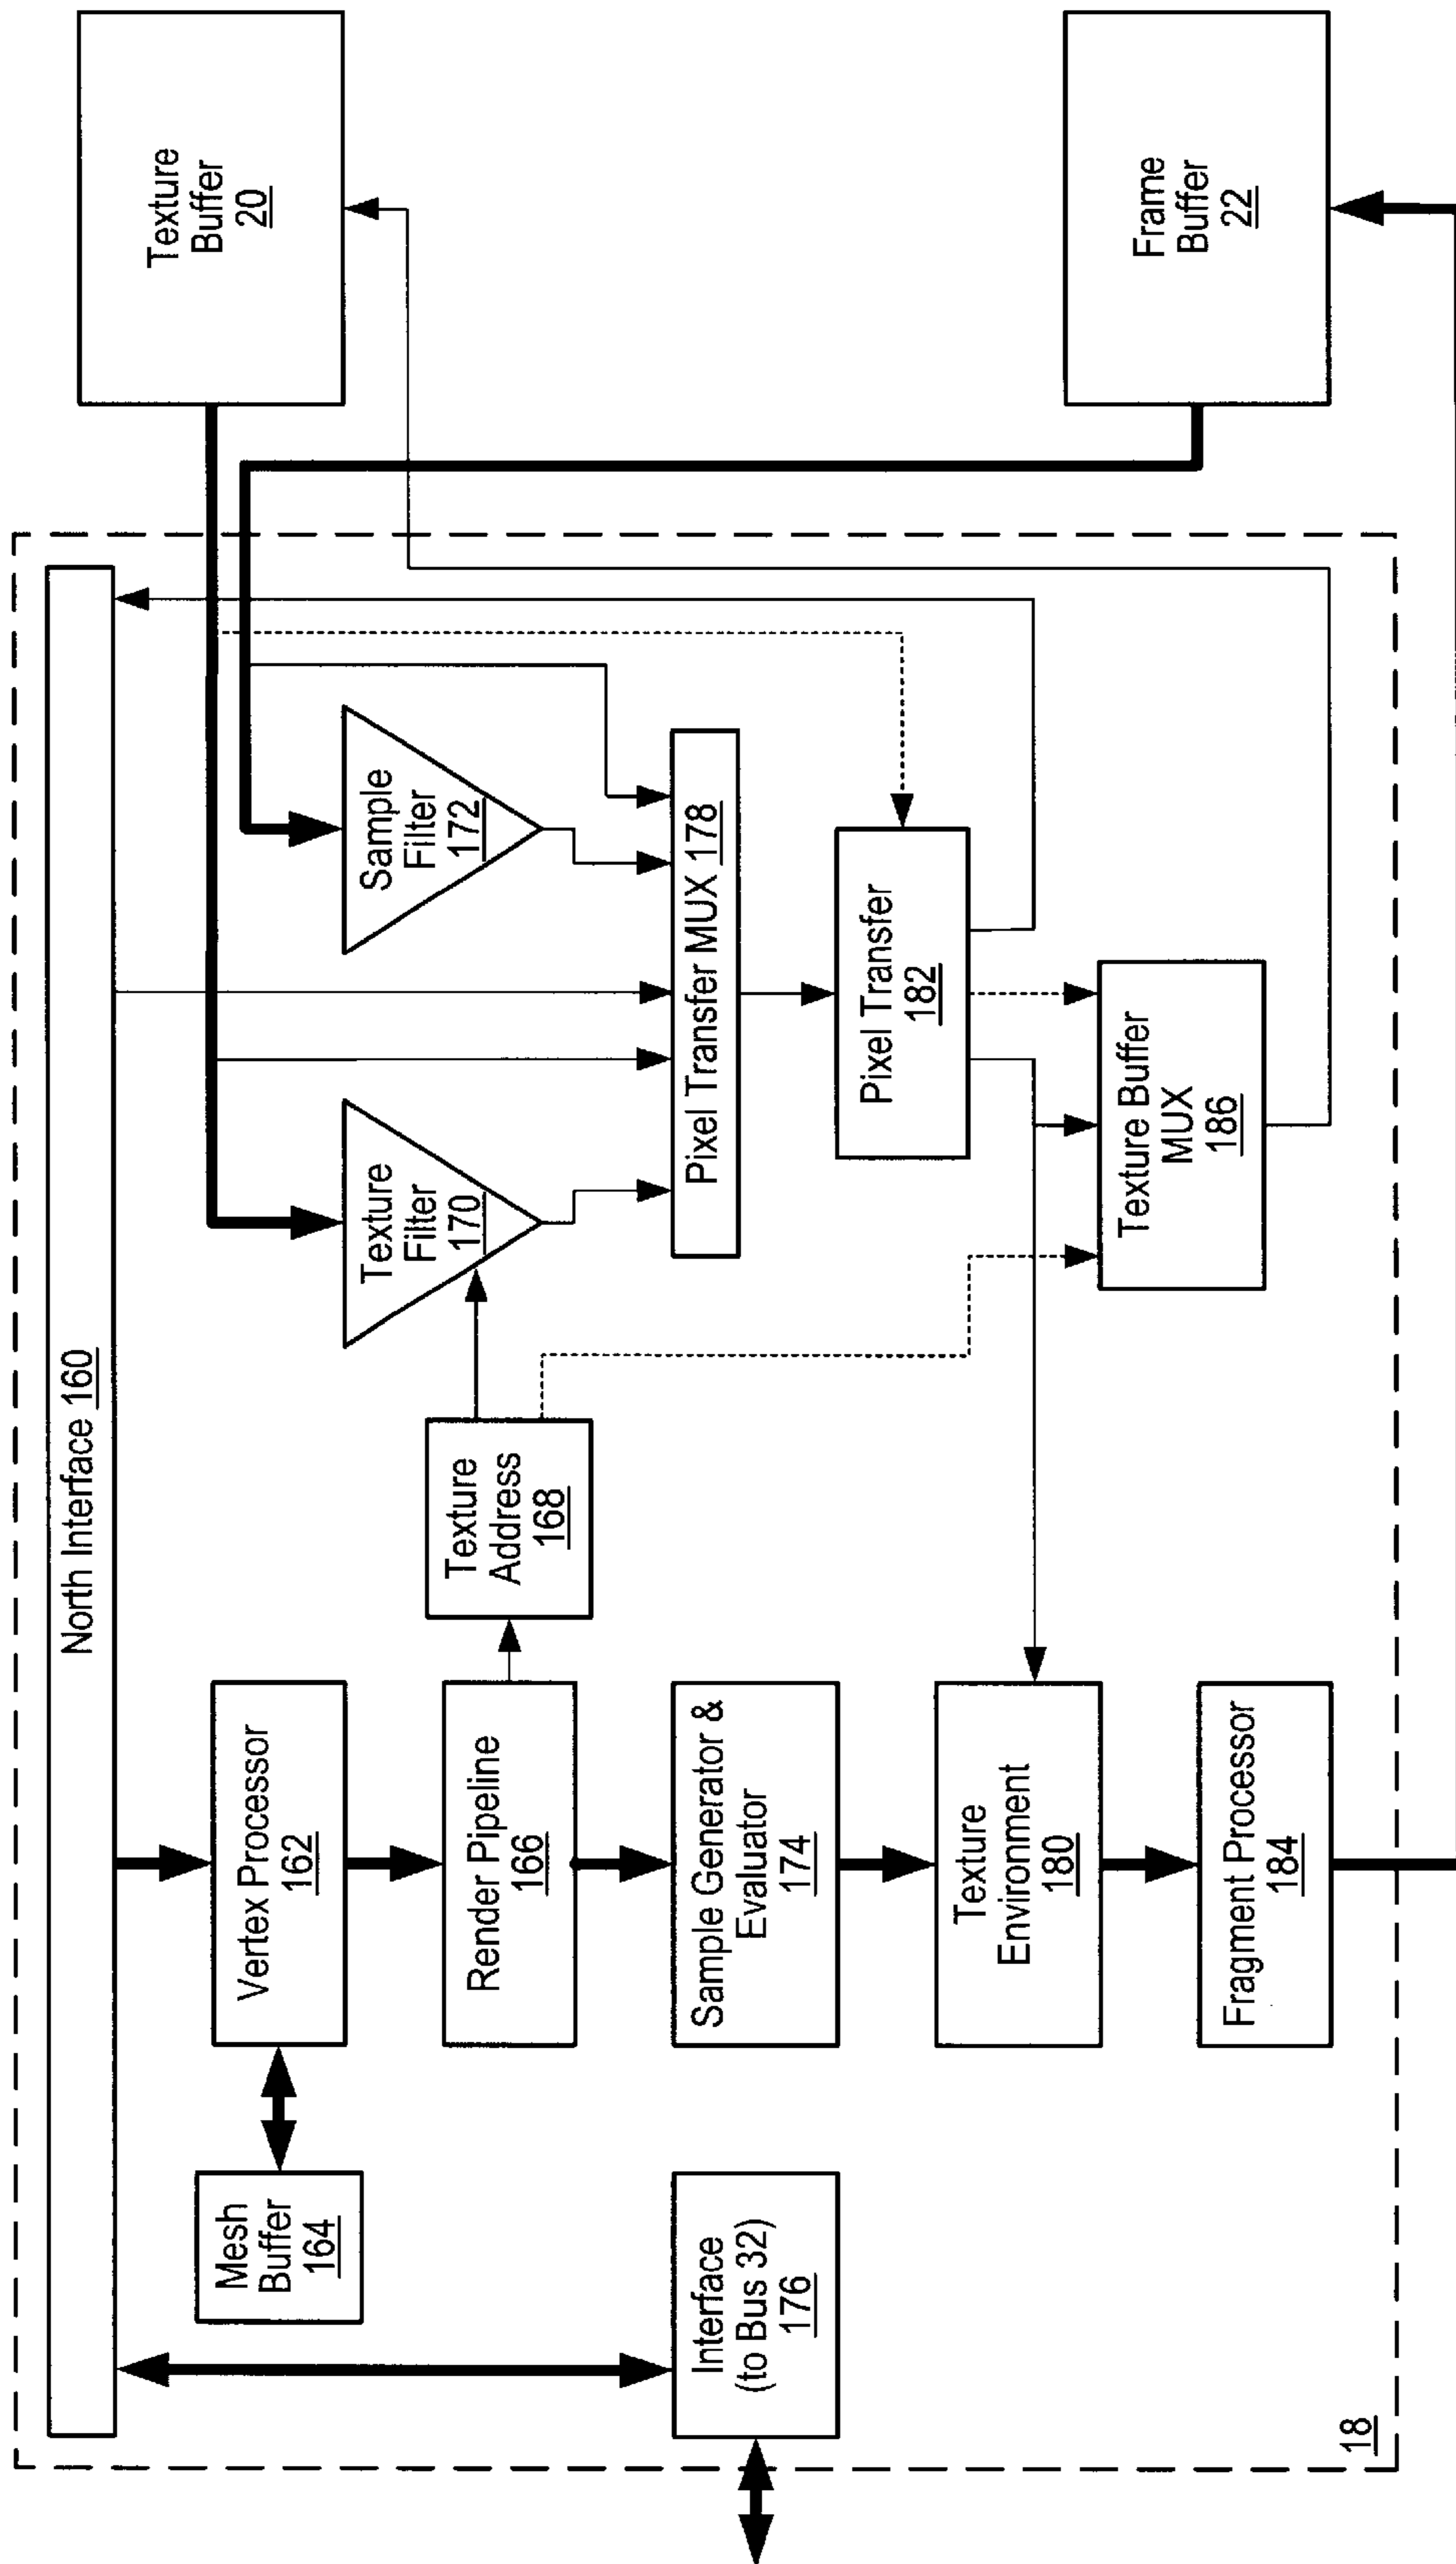 North Interface 160
Mesh
Buffer
164
Vertex Processor
162
Render Pipeline
166
Texture
Address
168
Texture
Filter
170
Sample
Filter
172
Texture
Buffer
20
Interface
(to Bus 32)
176
Sample Generator &
Evaluator
174
Pixel Transfer MUX 178
Texture
Environment
180
Pixel Transfer
182
Fragment Processor
184
Texture Buffer
MUX
186
Frame
Buffer
22
18